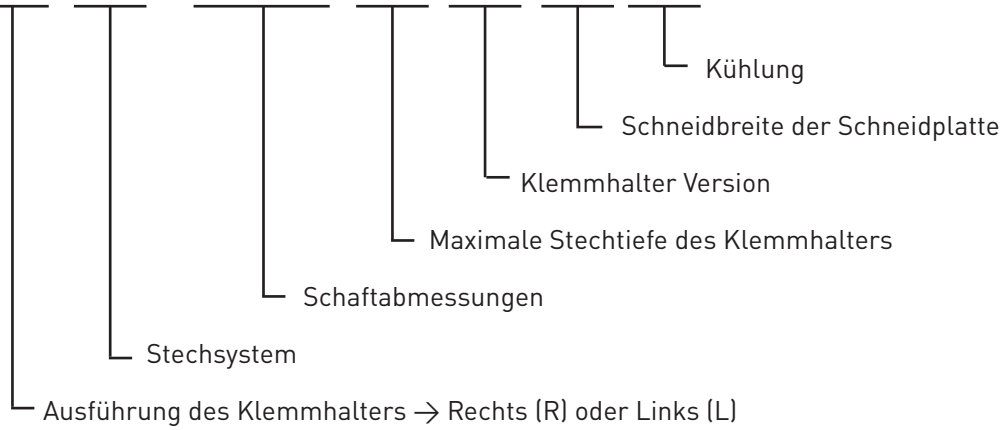 Kühlung
Schneidbreite der Schneidplatte
Klemmhalter Version
Maximale Stechtiefe des Klemmhalters
Schaftabmessungen
Stechsystem
Ausführung des Klemmhalters → Rechts (R) oder Links (L)